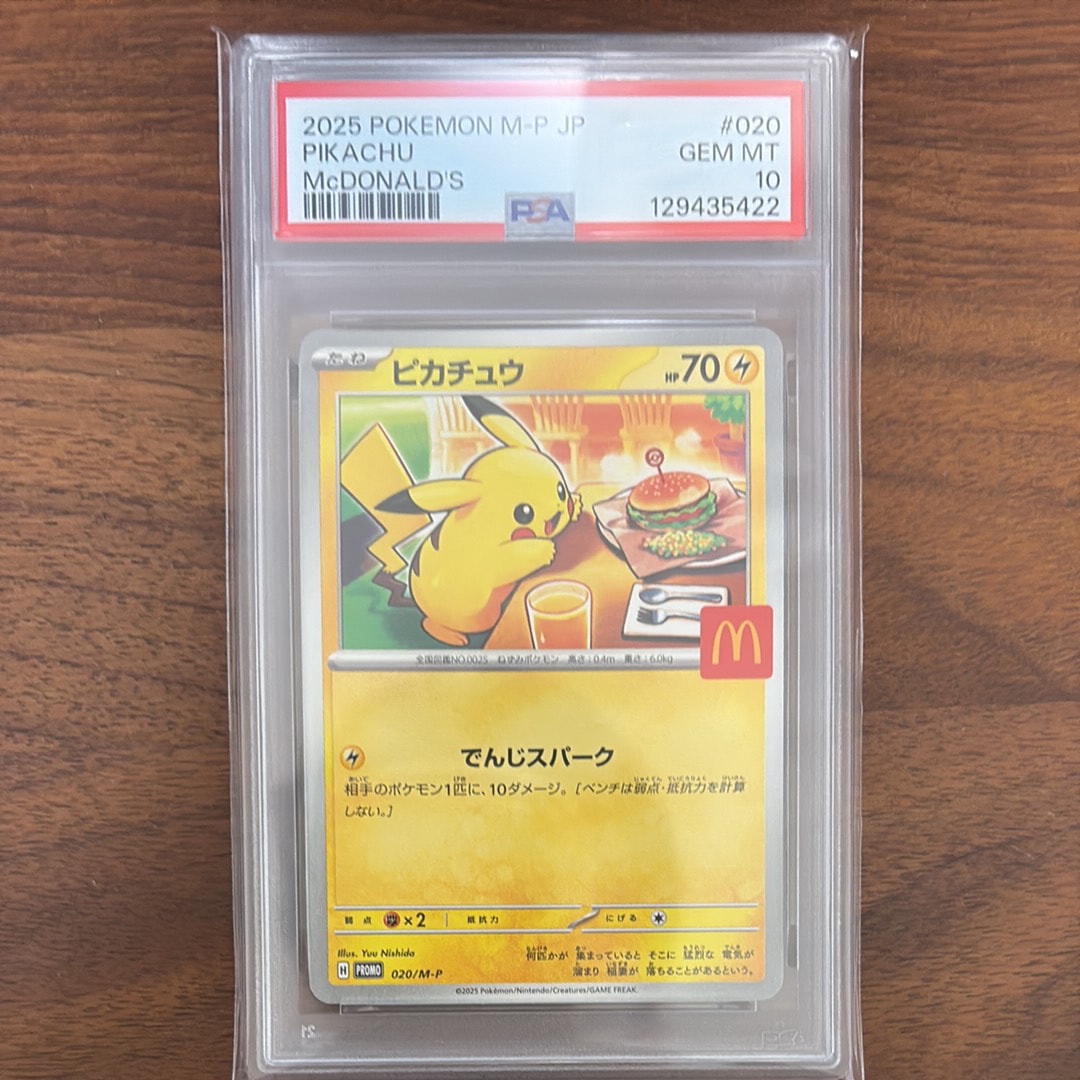 2025 POKEMON M-P JP #020
PIKACHU GEM MT
McDONALD'S 10
PSA 129435422
たね ピカチュウ HP70
全国図鑑NO.0025 ねずみポケモン 高さ:0.4m 重さ:6.0kg
でんじスパーク
相手のポケモン1匹に、10ダメージ。[ベンチは弱点・抵抗力を計算
しない。]
弱点 ×2 抵抗力 にげる
Illus. Yuu Nishida
何匹かが 集まっていると そこに 猛烈な 電気が
溜まり 稲妻が 落ちることがあるという。
I PROMO 020/M-P
©2025 Pokémon/Nintendo/Creatures/GAME FREAK.